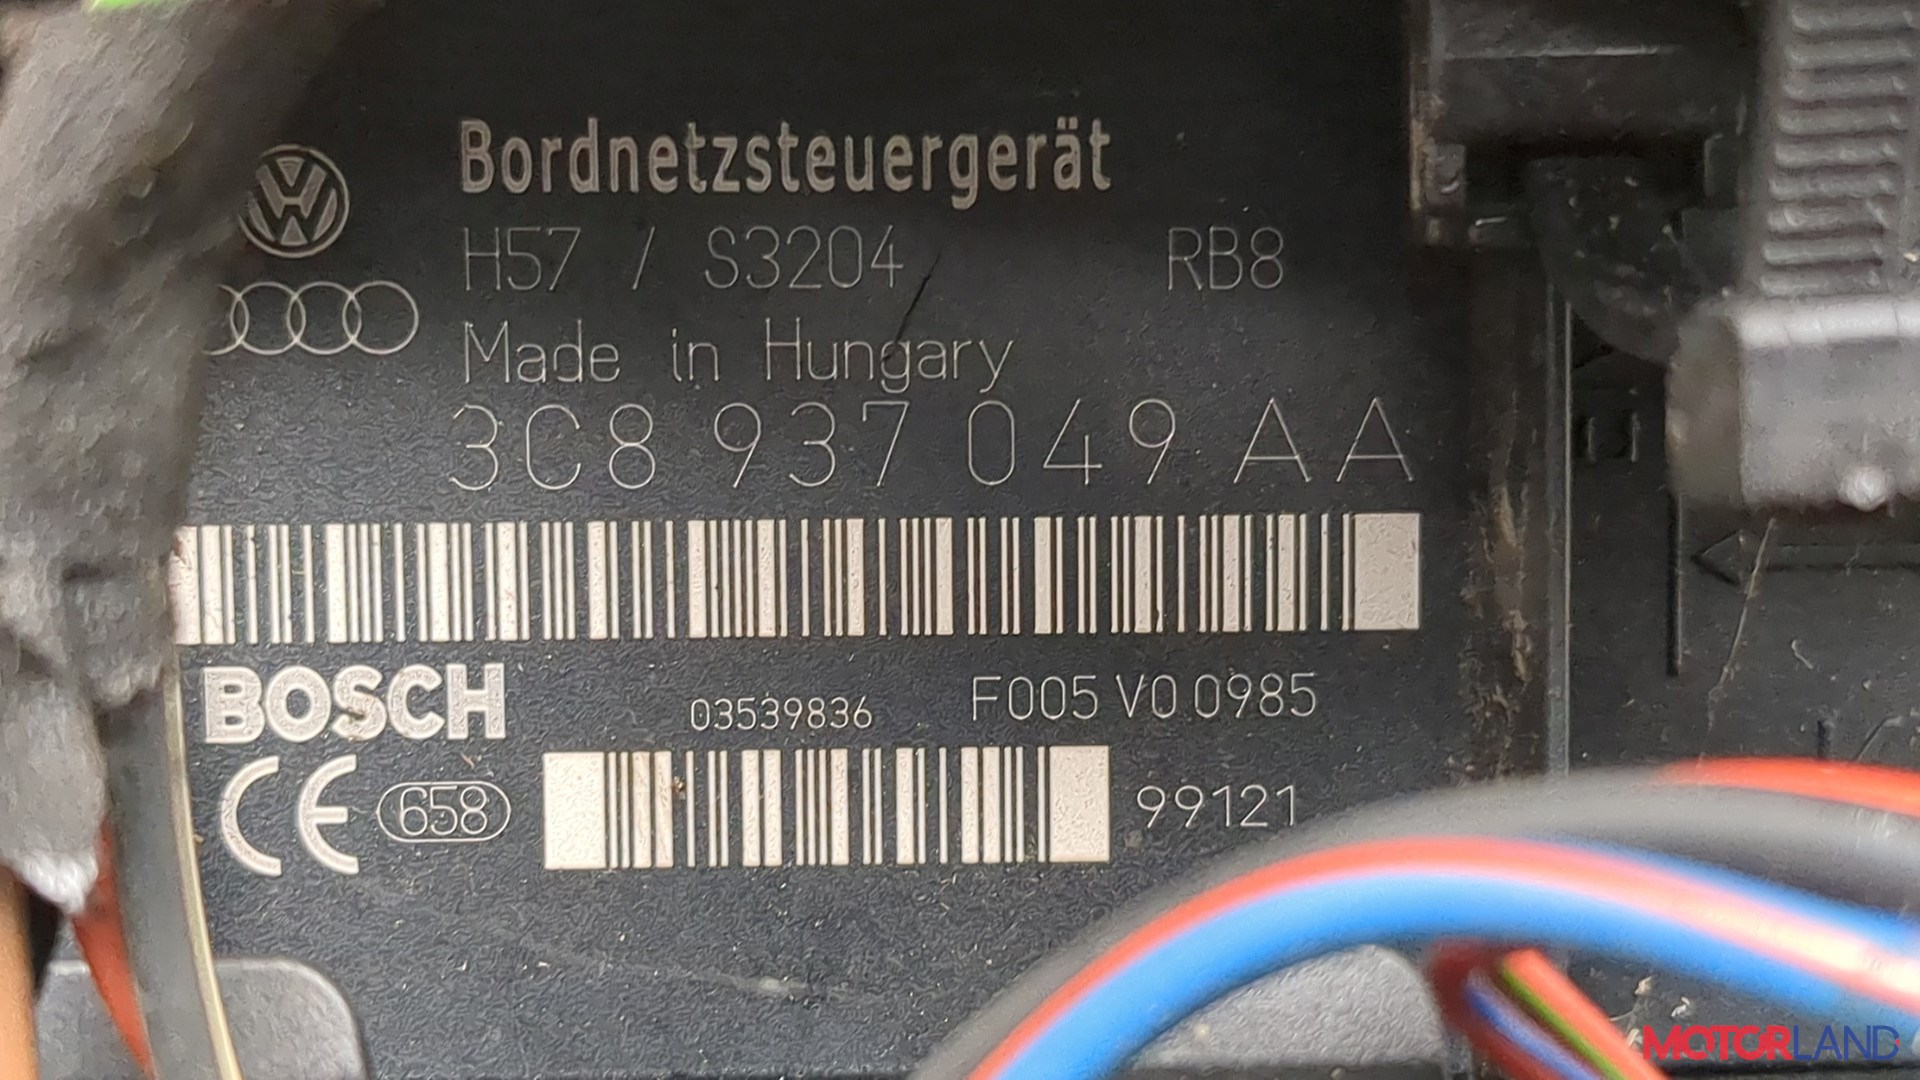 Bordnetzsteuergerät
H57 / S3204 RB8
Made in Hungary
3C8 937 049 AA
BOSCH 03539836 F005 V0 0985
CE 658 99121
MOTORLAND